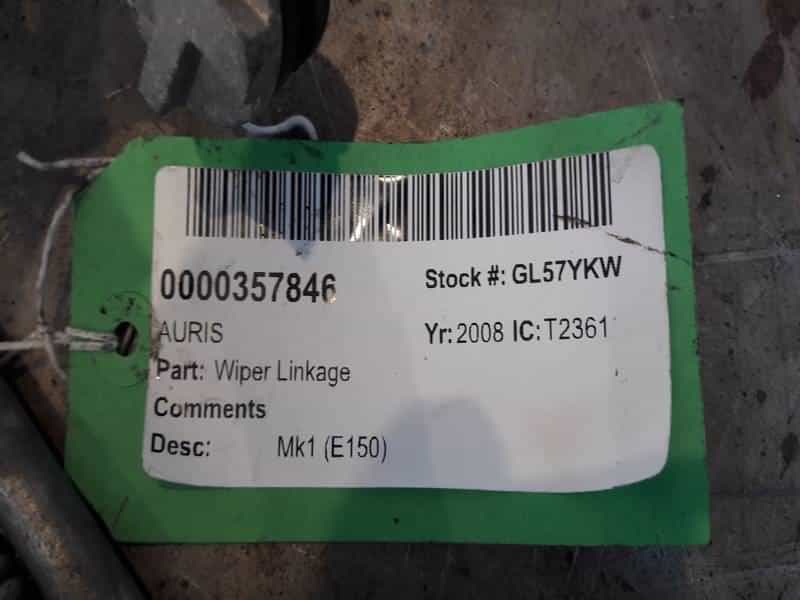 0000357846 Stock #: GL57YKW
AURIS Yr: 2008 IC: T2361
Part: Wiper Linkage
Comments
Desc: Mk1 (E150)